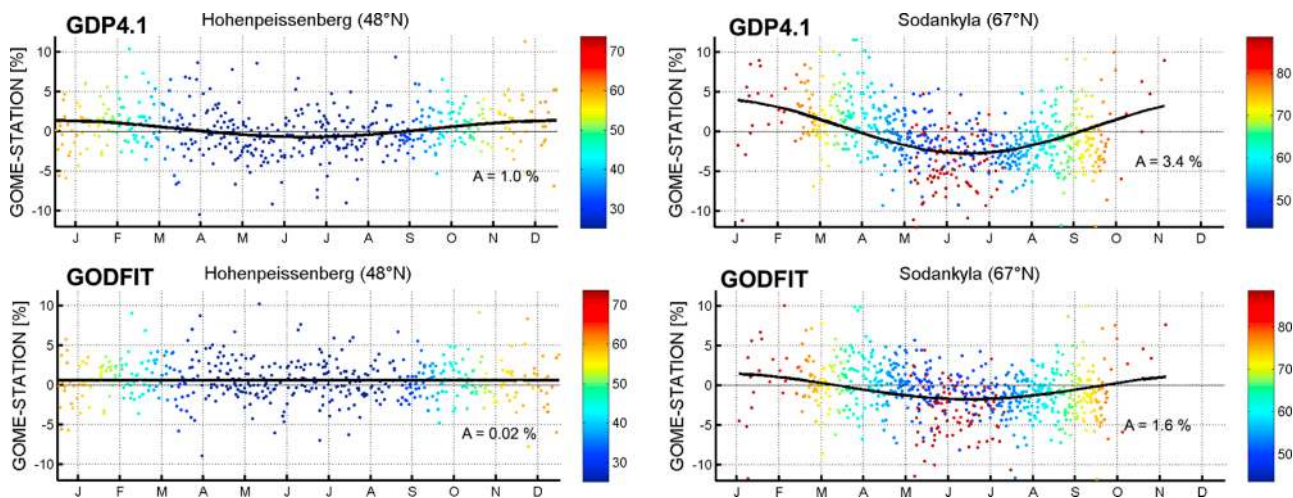 GDP4.1
Hohenpeissenberg (48°N)
GOME-STATION [%]
10
5
0
-5
-10
A = 1.0 %
J F M A M J J A S O N D
70
60
50
40
30
GDP4.1
Sodankyla (67°N)
GOME-STATION [%]
10
5
0
-5
-10
A = 3.4 %
J F M A M J J A S O N D
80
70
60
50
GODFIT
Hohenpeissenberg (48°N)
GOME-STATION [%]
10
5
0
-5
-10
A = 0.02 %
J F M A M J J A S O N D
70
60
50
40
30
GODFIT
Sodankyla (67°N)
GOME-STATION [%]
10
5
0
-5
-10
A = 1.6 %
J F M A M J J A S O N D
80
70
60
50